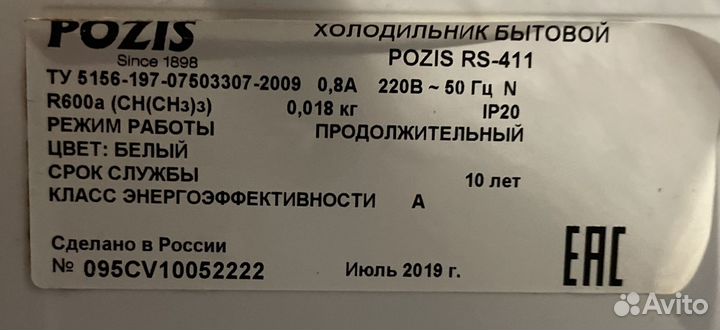 POZIS
Since 1898
ХОЛОДИЛЬНИК БЫТОВОЙ
POZIS RS-411
ТУ 5156-197-07503307-2009 0,8А 220В ~ 50 Гц N
R600a (CH(CH3)3) 0,018 кг IP20
РЕЖИМ РАБОТЫ ПРОДОЛЖИТЕЛЬНЫЙ
ЦВЕТ: БЕЛЫЙ
СРОК СЛУЖБЫ 10 лет
КЛАСС ЭНЕРГОЭФФЕКТИВНОСТИ А
Сделано в России
№ 095CV10052222 Июль 2019 г.
EAC
Avito